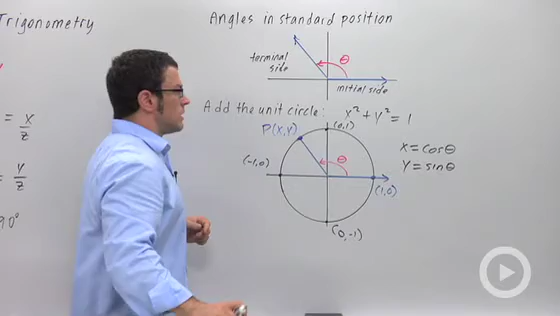 Trigonometry
Angles in standard position
terminal side
θ
initial side
= x/z
Add the unit circle: x² + y² = 1
P(X,Y)
(0,1)
X = cosθ
Y = sinθ
(-1,0)
θ
(1,0)
= y/z
90°
(0,-1)